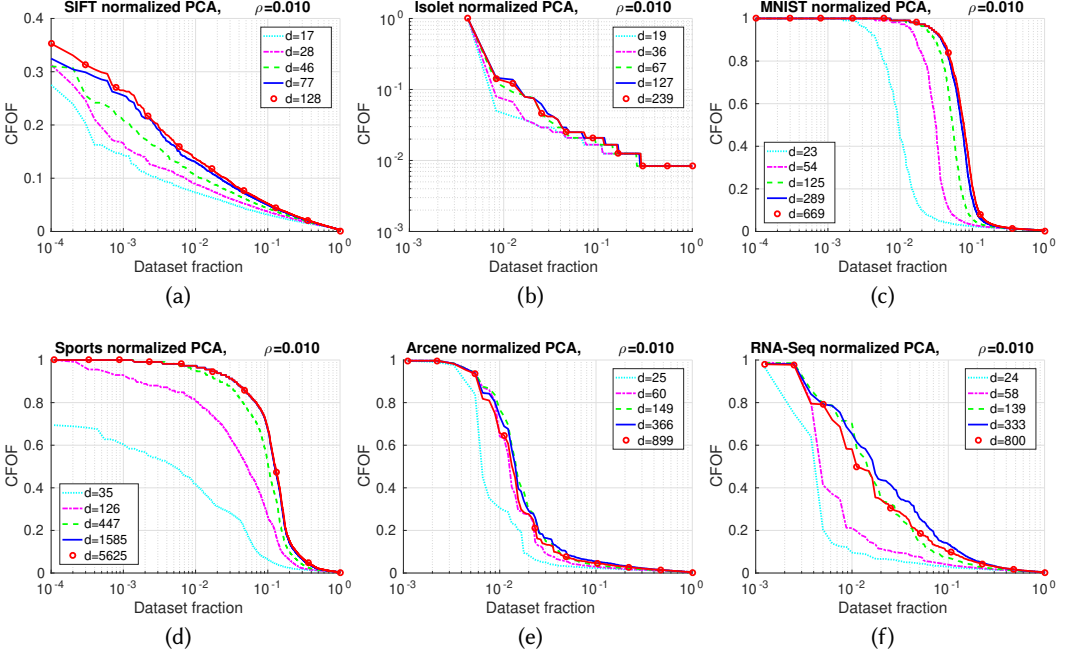 SIFT normalized PCA, ρ=0.010
CFOF
0.4
0.3
0.2
0.1
0
d=17
d=28
d=46
d=77
d=128
10^-4 10^-3 10^-2 10^-1 10^0
Dataset fraction
(a)
Isolet normalized PCA, ρ=0.010
CFOF
10^0
10^-1
10^-2
10^-3
d=19
d=36
d=67
d=127
d=239
10^-3 10^-2 10^-1 10^0
Dataset fraction
(b)
MNIST normalized PCA, ρ=0.010
CFOF
1
0.8
0.6
0.4
0.2
0
d=23
d=54
d=125
d=289
d=669
10^-4 10^-3 10^-2 10^-1 10^0
Dataset fraction
(c)
Sports normalized PCA, ρ=0.010
CFOF
1
0.8
0.6
0.4
0.2
0
d=35
d=126
d=447
d=1585
d=5625
10^-4 10^-3 10^-2 10^-1 10^0
Dataset fraction
(d)
Arcene normalized PCA, ρ=0.010
CFOF
1
0.8
0.6
0.4
0.2
0
d=25
d=60
d=149
d=366
d=899
10^-3 10^-2 10^-1 10^0
Dataset fraction
(e)
RNA-Seq normalized PCA, ρ=0.010
CFOF
1
0.8
0.6
0.4
0.2
0
d=24
d=58
d=139
d=333
d=800
10^-3 10^-2 10^-1 10^0
Dataset fraction
(f)